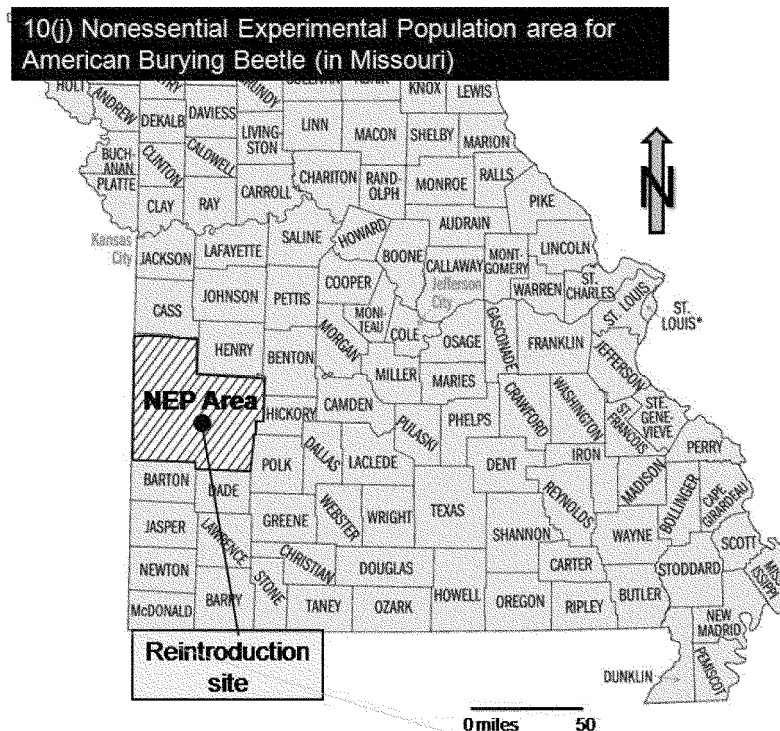 10(j) Nonessential Experimental Population area for
American Burying Beetle (in Missouri)
KNOX
LEWIS
HOLT
ANDREW
DEKALB
DAVIESS
LIVING-
STON
LINN
MACON
SHELBY
MARION
BUCH-
ANAN
CLINTON
CALDWELL
CARROLL
CHARITON
RAND-
OLPH
MONROE
RALLS
PIKE
N
PLATTE
CLAY
RAY
AUDRAIN
Kansas
City
JACKSON
LAFAYETTE
SALINE
HOWARD
BOONE
CALLAWAY
Jefferson
City
MONT-
GOMERY
LINCOLN
WARREN
ST.
CHARLES
ST. LOUIS
ST.
LOUIS*
CASS
JOHNSON
PETTIS
COOPER
MONI-
TEAU
COLE
OSAGE
GASCONADE
FRANKLIN
JEFFERSON
HENRY
BENTON
MORGAN
MILLER
MARIES
NEP Area
HICKORY
CAMDEN
PULASKI
PHELPS
CRAWFORD
WASHINGTON
ST.
FRANCOIS
STE.
GENE-
VIEVE
PERRY
POLK
DALLAS
LACLEDE
DENT
IRON
MADISON
BOLLINGER
CAPE
GIRARDEAU
BARTON
DADE
JASPER
LAWRENCE
GREENE
WEBSTER
WRIGHT
TEXAS
SHANNON
REYNOLDS
WAYNE
SCOTT
STODDARD
MIS-
SISSIPPI
NEWTON
CHRISTIAN
DOUGLAS
CARTER
BUTLER
McDONALD
BARRY
STONE
TANEY
OZARK
HOWELL
OREGON
RIPLEY
NEW
MADRID
Reintroduction
site
DUNKLIN
PEMISCOT
0 miles 50